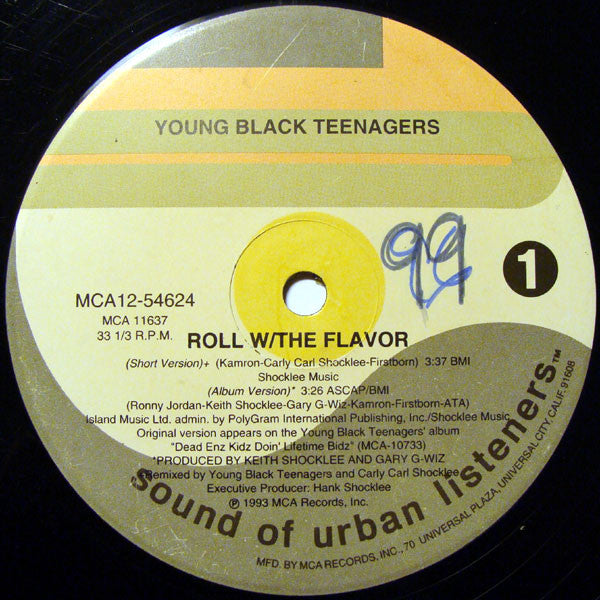 YOUNG BLACK TEENAGERS
99
1
MCA12-54624
MCA 11637
33 1/3 R.P.M.
ROLL W/THE FLAVOR
(Short Version)+ (Kamron-Carly Carl Shocklee-Firstborn) 3:37 BMI
Shocklee Music
(Album Version)* 3:26 ASCAP/BMI
(Ronny Jordan-Keith Shocklee-Gary G-Wiz-Kamron-Firstborn-ATA)
Island Music Ltd. admin. by PolyGram International Publishing, Inc./Shocklee Music
Original version appears on the Young Black Teenagers' album
"Dead Enz Kidz Doin' Lifetime Bidz" (MCA-10733)
*PRODUCED BY KEITH SHOCKLEE AND GARY G-WIZ
+Remixed by Young Black Teenagers and Carly Carl Shocklee
Executive Producer: Hank Shocklee
℗ 1993 MCA Records, Inc.
sound of urban listeners™
MFD. BY MCA RECORDS, INC., 70 UNIVERSAL PLAZA, UNIVERSAL CITY, CALIF. 91608